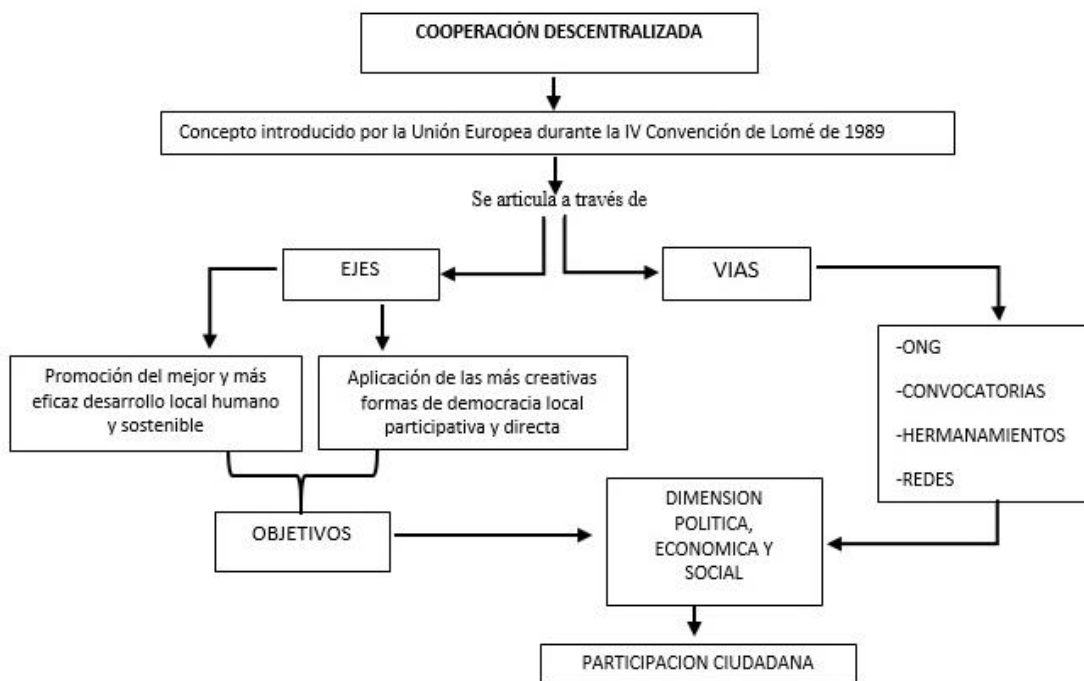 COOPERACIÓN DESCENTRALIZADA
Concepto introducido por la Unión Europea durante la IV Convención de Lomé de 1989
Se articula a través de
EJES
VIAS
Promoción del mejor y más
eficaz desarrollo local humano
y sostenible
Aplicación de las más creativas
formas de democracia local
participativa y directa
-ONG
-CONVOCATORIAS
-HERMANAMIENTOS
-REDES
OBJETIVOS
DIMENSION
POLITICA,
ECONOMICA Y
SOCIAL
PARTICIPACION CIUDADANA